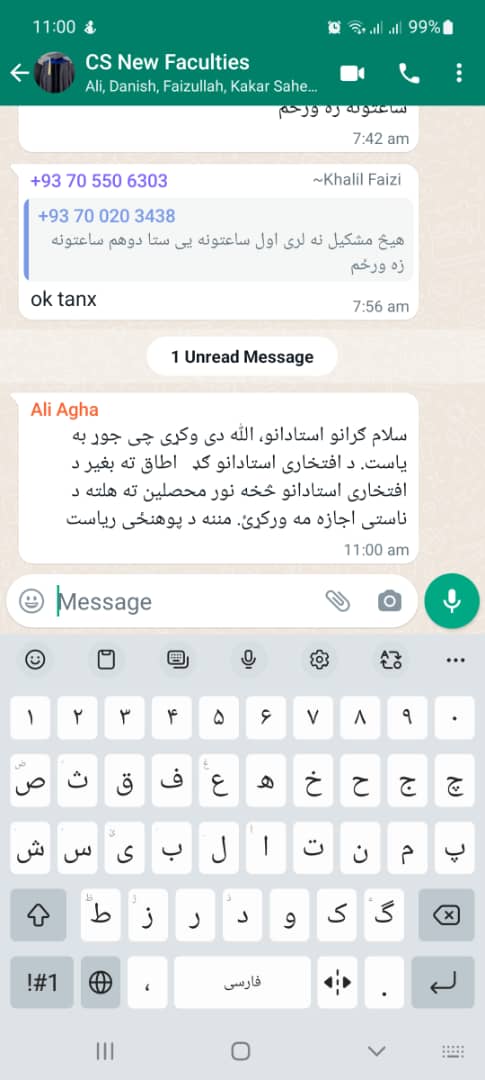 11:00
99%
CS New Faculties
Ali, Danish, Faizullah, Kakar Sahe...
ساعتونه زه ورځم
7:42 am
+93 70 550 6303
~Khalil Faizi
+93 70 020 3438
هیڅ مشکیل نه لری اول ساعتونه یی ستا دوهم ساعتونه
زه ورځم
ok tanx
7:56 am
1 Unread Message
Ali Agha
سلام ګرانو استادانو، الله دی وکړی چی جوړ به
یاست. د افتخاری استادانو ګډ اطاق ته بغیر د
افتخاری استادانو څخه نور محصلین ته هلته د
ناستی اجازه مه ورکړئ. مننه د پوهنځی ریاست
11:00 am
Message
۱ ۲ ۳ ۴ ۵ ۶ ۷ ۸ ۹ ۰
ص ث ق ف ع ه خ ح ج چ
ش س ی ب ل ا ت ن م پ
ط ژ ز ر د و ک گ
!#1 ، فارسی .